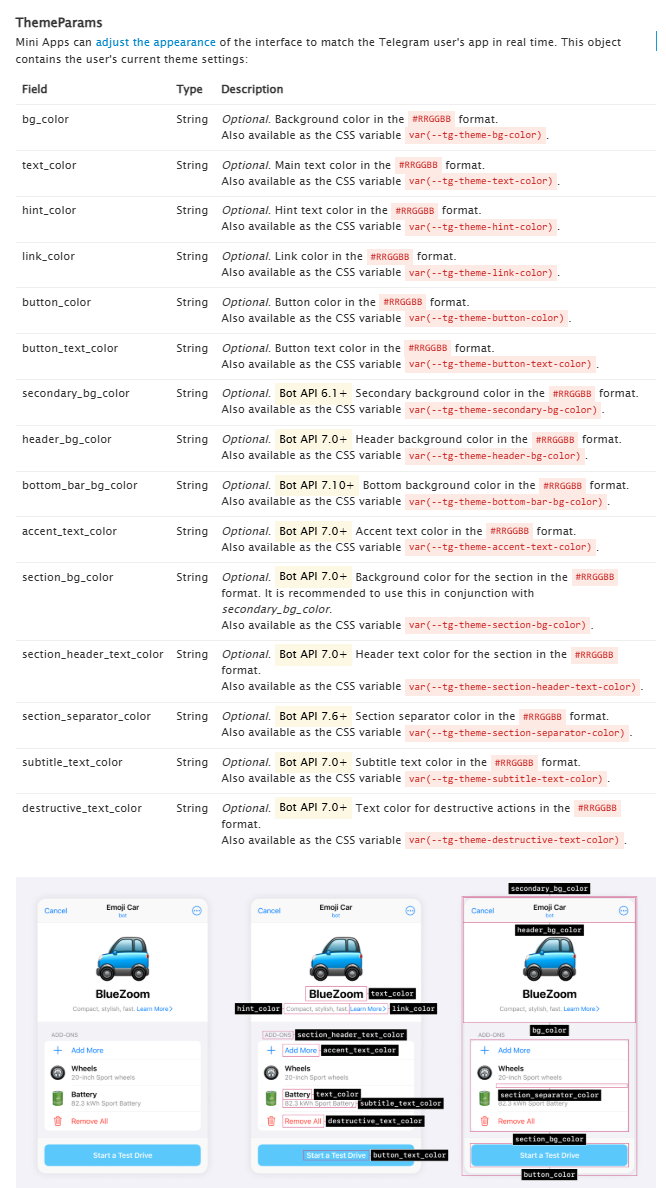 ThemeParams
Mini Apps can adjust the appearance of the interface to match the Telegram user's app in real time. This object
contains the user's current theme settings:
Field Type Description
bg_color String Optional. Background color in the #RRGGBB format.
Also available as the CSS variable var(--tg-theme-bg-color) .
text_color String Optional. Main text color in the #RRGGBB format.
Also available as the CSS variable var(--tg-theme-text-color) .
hint_color String Optional. Hint text color in the #RRGGBB format.
Also available as the CSS variable var(--tg-theme-hint-color) .
link_color String Optional. Link color in the #RRGGBB format.
Also available as the CSS variable var(--tg-theme-link-color) .
button_color String Optional. Button color in the #RRGGBB format.
Also available as the CSS variable var(--tg-theme-button-color) .
button_text_color String Optional. Button text color in the #RRGGBB format.
Also available as the CSS variable var(--tg-theme-button-text-color) .
secondary_bg_color String Optional. Bot API 6.1+ Secondary background color in the #RRGGBB format.
Also available as the CSS variable var(--tg-theme-secondary-bg-color) .
header_bg_color String Optional. Bot API 7.0+ Header background color in the #RRGGBB format.
Also available as the CSS variable var(--tg-theme-header-bg-color) .
bottom_bar_bg_color String Optional. Bot API 7.10+ Bottom background color in the #RRGGBB format.
Also available as the CSS variable var(--tg-theme-bottom-bar-bg-color) .
accent_text_color String Optional. Bot API 7.0+ Accent text color in the #RRGGBB format.
Also available as the CSS variable var(--tg-theme-accent-text-color) .
section_bg_color String Optional. Bot API 7.0+ Background color for the section in the #RRGGBB
format. It is recommended to use this in conjunction with
secondary_bg_color.
Also available as the CSS variable var(--tg-theme-section-bg-color) .
section_header_text_color String Optional. Bot API 7.0+ Header text color for the section in the #RRGGBB
format.
Also available as the CSS variable var(--tg-theme-section-header-text-color) .
section_separator_color String Optional. Bot API 7.6+ Section separator color in the #RRGGBB format.
Also available as the CSS variable var(--tg-theme-section-separator-color) .
subtitle_text_color String Optional. Bot API 7.0+ Subtitle text color in the #RRGGBB format.
Also available as the CSS variable var(--tg-theme-subtitle-text-color) .
destructive_text_color String Optional. Bot API 7.0+ Text color for destructive actions in the #RRGGBB
format.
Also available as the CSS variable var(--tg-theme-destructive-text-color) .
Cancel Emoji Car
bot
BlueZoom
Compact, stylish, fast. Learn More
ADD-ONS
Add More
Wheels
20-inch Sport wheels
Battery
82.3 kWh Sport Battery
Remove All
Start a Test Drive
Cancel Emoji Car
bot
BlueZoom text_color
hint_color Compact, stylish, fast. Learn More link_color
ADD-ONS section_header_text_color
Add More accent_text_color
Wheels
20-inch Sport wheels
Battery text_color
82.3 kWh Sport Battery subtitle_text_color
Remove All destructive_text_color
Start a Test Drive button_text_color
secondary_bg_color
Cancel Emoji Car
bot
header_bg_color
BlueZoom
Compact, stylish, fast. Learn More
bg_color
ADD-ONS
Add More
Wheels
20-inch Sport wheels
section_separator_color
82.3 kWh Sport Battery
Remove All
section_bg_color
Start a Test Drive
button_color